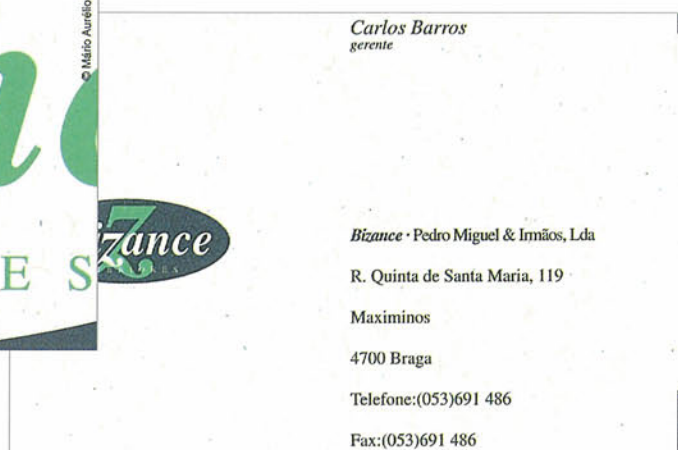 © Mário Aurélio
E S
Carlos Barros
gerente
Bizance · Pedro Miguel & Irmãos, Lda
R. Quinta de Santa Maria, 119
Maximinos
4700 Braga
Telefone:(053)691 486
Fax:(053)691 486